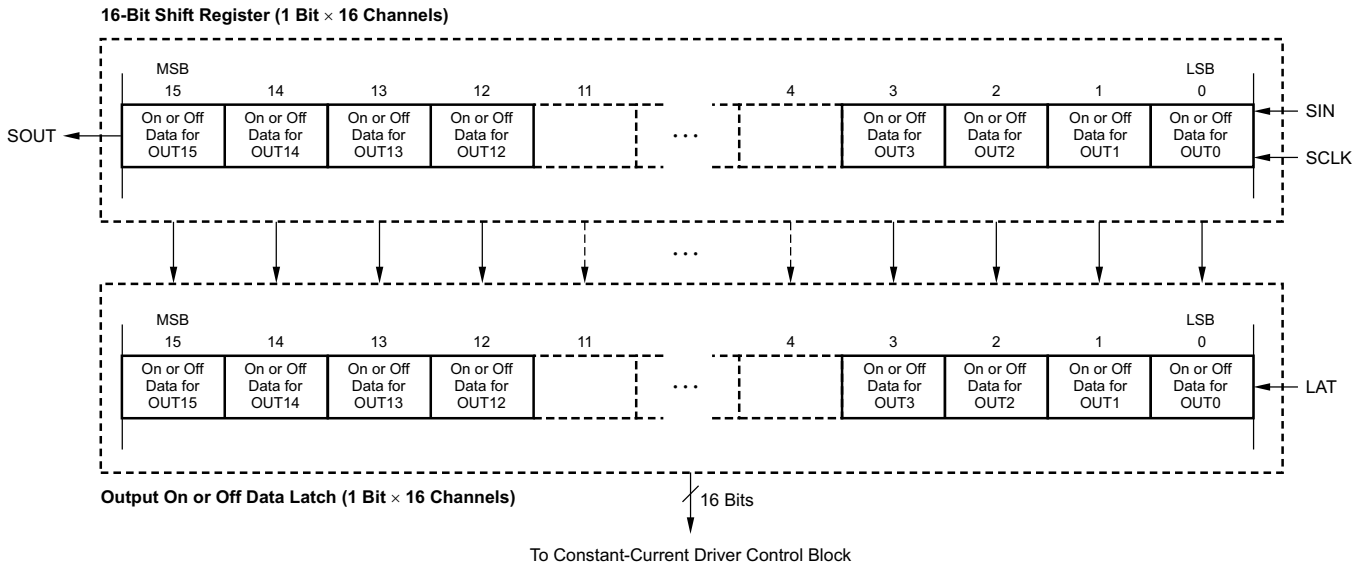 16-Bit Shift Register (1 Bit × 16 Channels)
MSB LSB
15 14 13 12 11 4 3 2 1 0
SOUT
On or Off Data for OUT15
On or Off Data for OUT14
On or Off Data for OUT13
On or Off Data for OUT12
• • •
On or Off Data for OUT3
On or Off Data for OUT2
On or Off Data for OUT1
On or Off Data for OUT0
SIN
SCLK
• • •
MSB LSB
15 14 13 12 11 4 3 2 1 0
On or Off Data for OUT15
On or Off Data for OUT14
On or Off Data for OUT13
On or Off Data for OUT12
• • •
On or Off Data for OUT3
On or Off Data for OUT2
On or Off Data for OUT1
On or Off Data for OUT0
LAT
Output On or Off Data Latch (1 Bit × 16 Channels)
16 Bits
To Constant-Current Driver Control Block